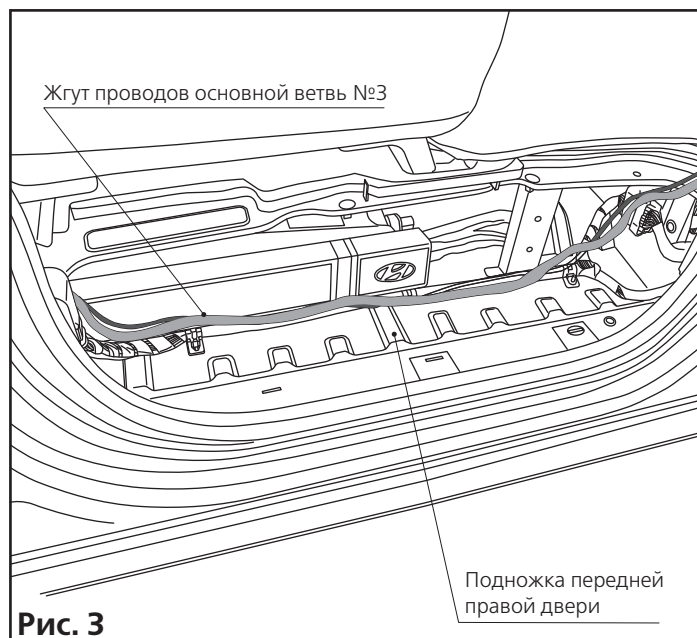 Жгут проводов основной ветвь №3
Подножка передней
правой двери
Рис. 3